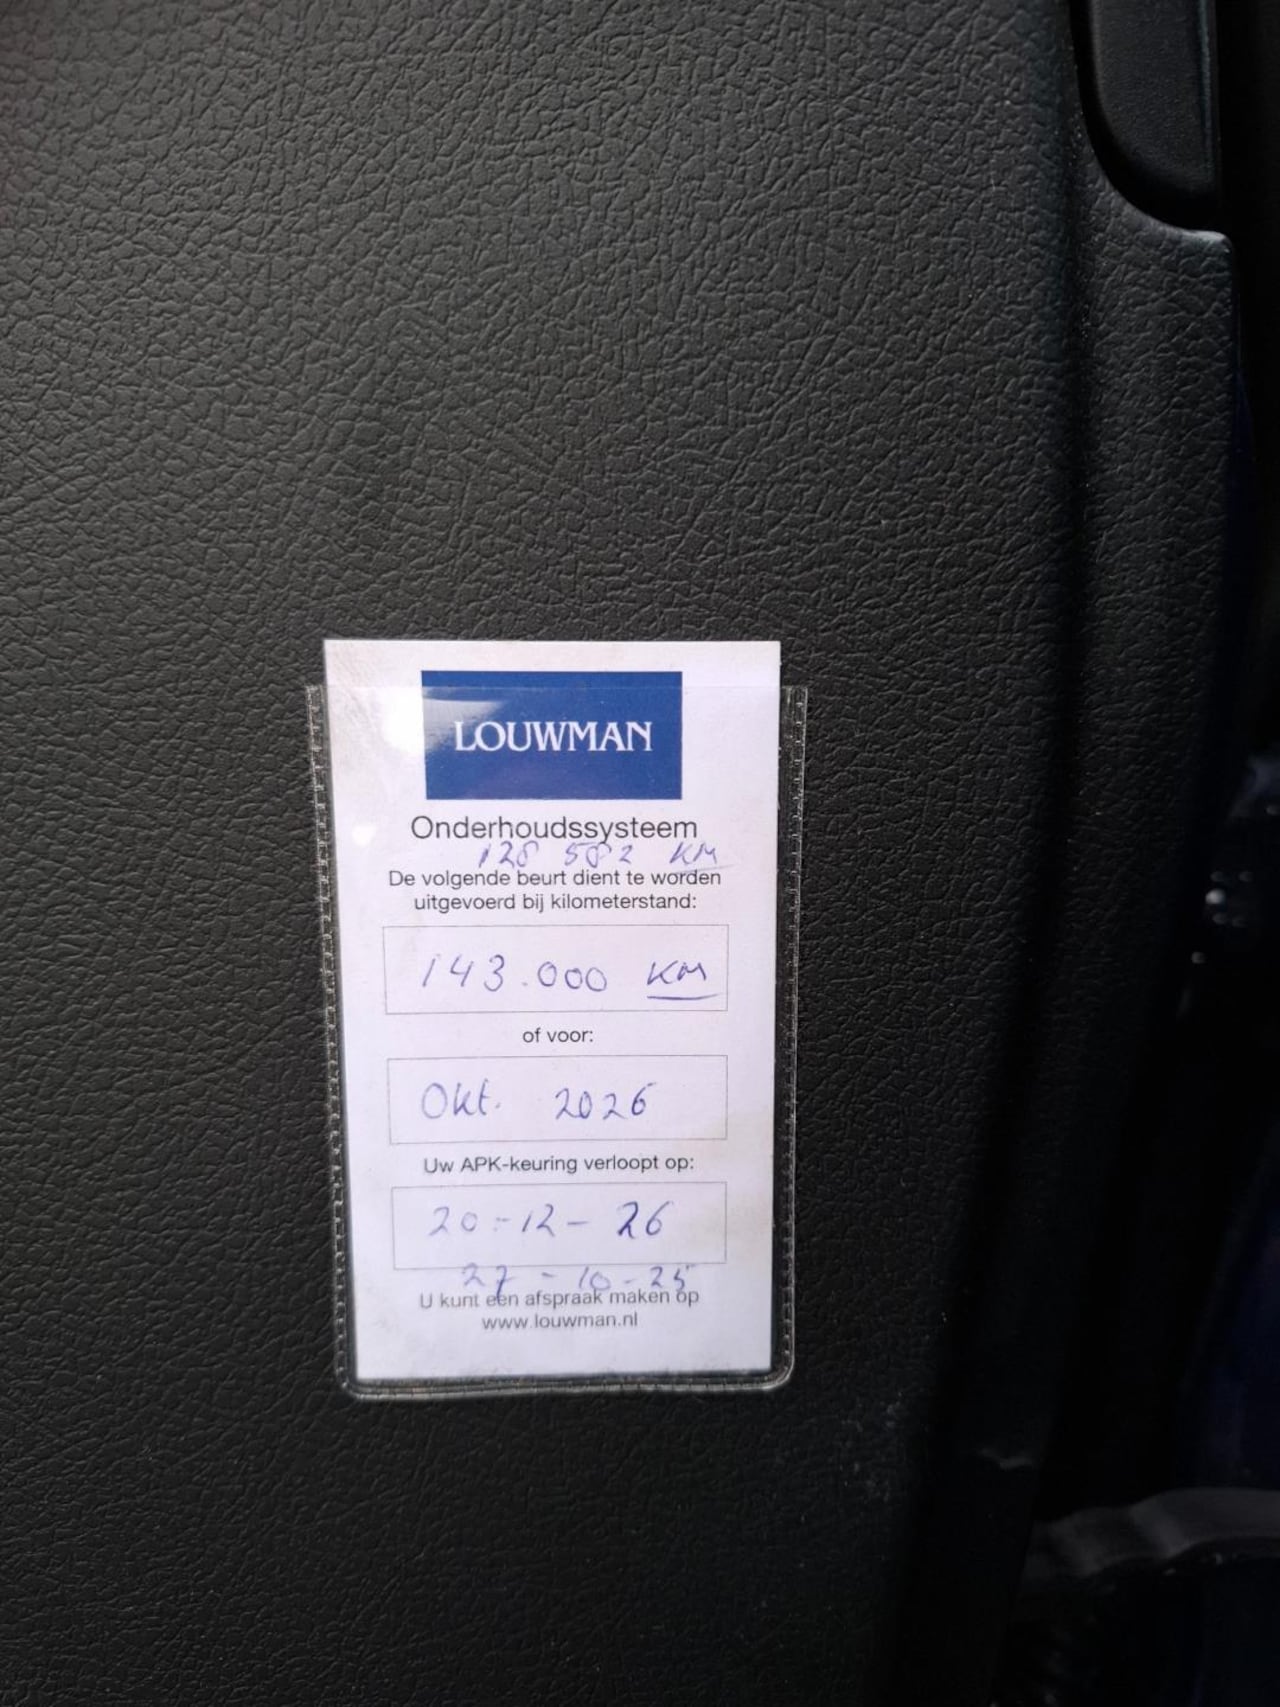 LOUWMAN
Onderhoudssysteem
128 582 KM
De volgende beurt dient te worden
uitgevoerd bij kilometerstand:
143.000 KM
of voor:
Okt. 2026
Uw APK-keuring verloopt op:
20-12-26
27-10-25
U kunt een afspraak maken op
www.louwman.nl